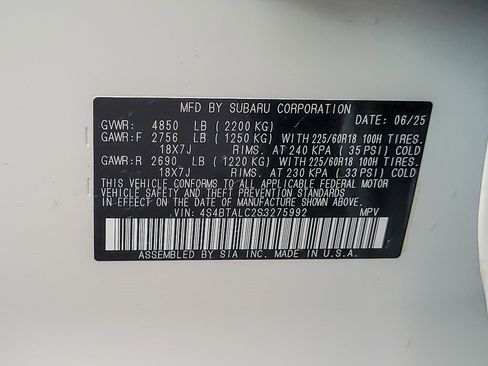 MFD BY SUBARU CORPORATION
GVWR: 4850 LB ( 2200 KG) DATE: 06/25
GAWR:F 2756 LB ( 1250 KG) WITH 225/60R18 100H TIRES.
18X7J RIMS. AT 240 KPA ( 35 PSI) COLD
GAWR:R 2690 LB ( 1220 KG) WITH 225/60R18 100H TIRES.
18X7J RIMS. AT 230 KPA ( 33 PSI) COLD
THIS VEHICLE CONFORMS TO ALL APPLICABLE FEDERAL MOTOR
VEHICLE SAFETY AND THEFT PREVENTION STANDARDS
IN EFFECT ON THE DATE OF MANUFACTURE SHOWN ABOVE.
VIN: 4S4BTALC2S3275992 MPV
ASSEMBLED BY SIA INC. MADE IN U.S.A.